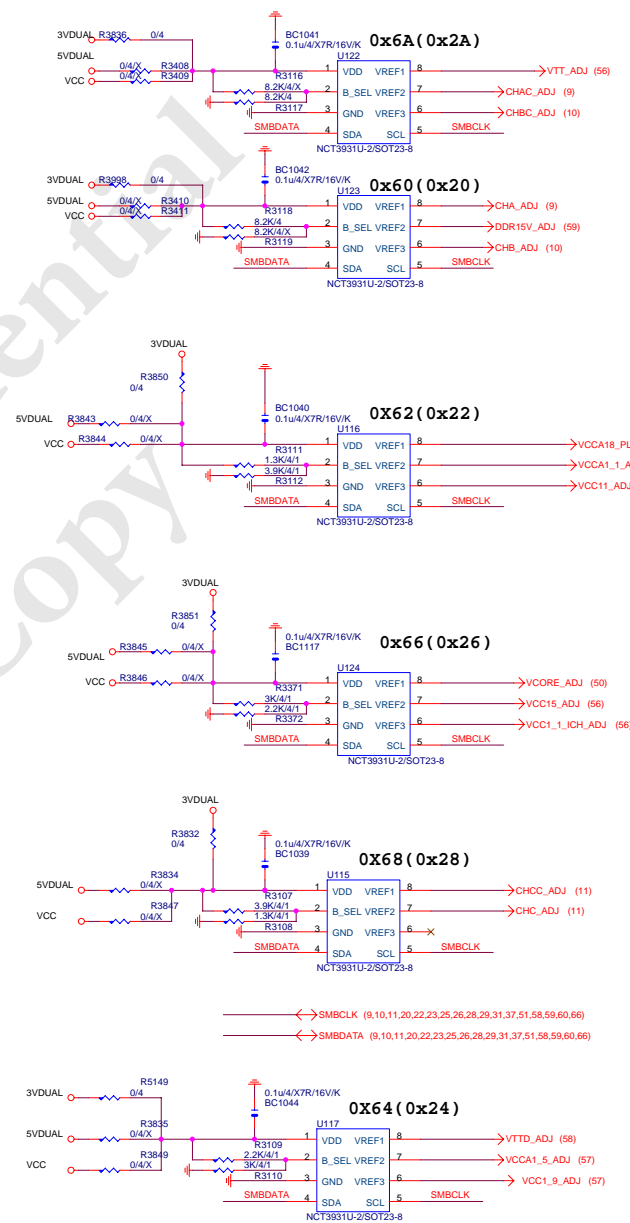 3VDUAL R3836 0/4
5VDUAL
0/4/X R3408
VCC 0/4/X R3409
BC1041
0.1u/4/X7R/16V/K
0x6A(0x2A)
U122
R3116
8.2K/4/X
8.2K/4
R3117
1 VDD VREF1 8 VTT_ADJ (56)
2 B_SEL VREF2 7 CHAC_ADJ (9)
3 GND VREF3 6 CHBC_ADJ (10)
SMBDATA 4 SDA SCL 5 SMBCLK
NCT3931U-2/SOT23-8
3VDUAL R3998 0/4
5VDUAL 0/4/X R3410
VCC 0/4/X R3411
BC1042
0.1u/4/X7R/16V/K
0x60(0x20)
U123
R3118
8.2K/4
8.2K/4/X
R3119
1 VDD VREF1 8 CHA_ADJ (9)
2 B_SEL VREF2 7 DDR15V_ADJ (59)
3 GND VREF3 6 CHB_ADJ (10)
SMBDATA 4 SDA SCL 5 SMBCLK
NCT3931U-2/SOT23-8
3VDUAL
R3850
0/4
5VDUAL R3843 0/4/X
VCC R3844 0/4/X
BC1040
0.1u/4/X7R/16V/K
0X62(0x22)
U116
R3111
1.3K/4/1
3.9K/4/1
R3112
1 VDD VREF1 8 VCCA18_PL
2 B_SEL VREF2 7 VCCA1_1_A
3 GND VREF3 6 VCC11_ADJ
SMBDATA 4 SDA SCL 5 SMBCLK
NCT3931U-2/SOT23-8
Copy
3VDUAL
R3851
0/4
5VDUAL R3845 0/4/X
VCC R3846 0/4/X
0.1u/4/X7R/16V/K
BC1117
0x66(0x26)
U124
R3371
3K/4/1
2.2K/4/1
R3372
1 VDD VREF1 8 VCORE_ADJ (50)
2 B_SEL VREF2 7 VCC15_ADJ (56)
3 GND VREF3 6 VCC1_1_ICH_ADJ (56)
SMBDATA 4 SDA SCL 5 SMBCLK
NCT3931U-2/SOT23-8
3VDUAL
R3832
0/4
5VDUAL R3834
0/4/X
VCC R3847
0/4/X
0.1u/4/X7R/16V/K
BC1039
0X68(0x28)
U115
R3107
3.9K/4/1
1.3K/4/1
R3108
1 VDD VREF1 8 CHCC_ADJ (11)
2 B_SEL VREF2 7 CHC_ADJ (11)
3 GND VREF3 6
SMBDATA 4 SDA SCL 5 SMBCLK
NCT3931U-2/SOT23-8
SMBCLK (9,10,11,20,22,23,25,26,28,29,31,37,51,58,59,60,66)
SMBDATA (9,10,11,20,22,23,25,26,28,29,31,37,51,58,59,60,66)
3VDUAL R5149
0/4
5VDUAL R3835
0/4/X
VCC R3849
0/4/X
0.1u/4/X7R/16V/K
BC1044
0X64(0x24)
U117
R3109
2.2K/4/1
3K/4/1
R3110
1 VDD VREF1 8 VTTD_ADJ (58)
2 B_SEL VREF2 7 VCCA1_5_ADJ (57)
3 GND VREF3 6 VCC1_9_ADJ (57)
SMBDATA 4 SDA SCL 5 SMBCLK
NCT3931U-2/SOT23-8